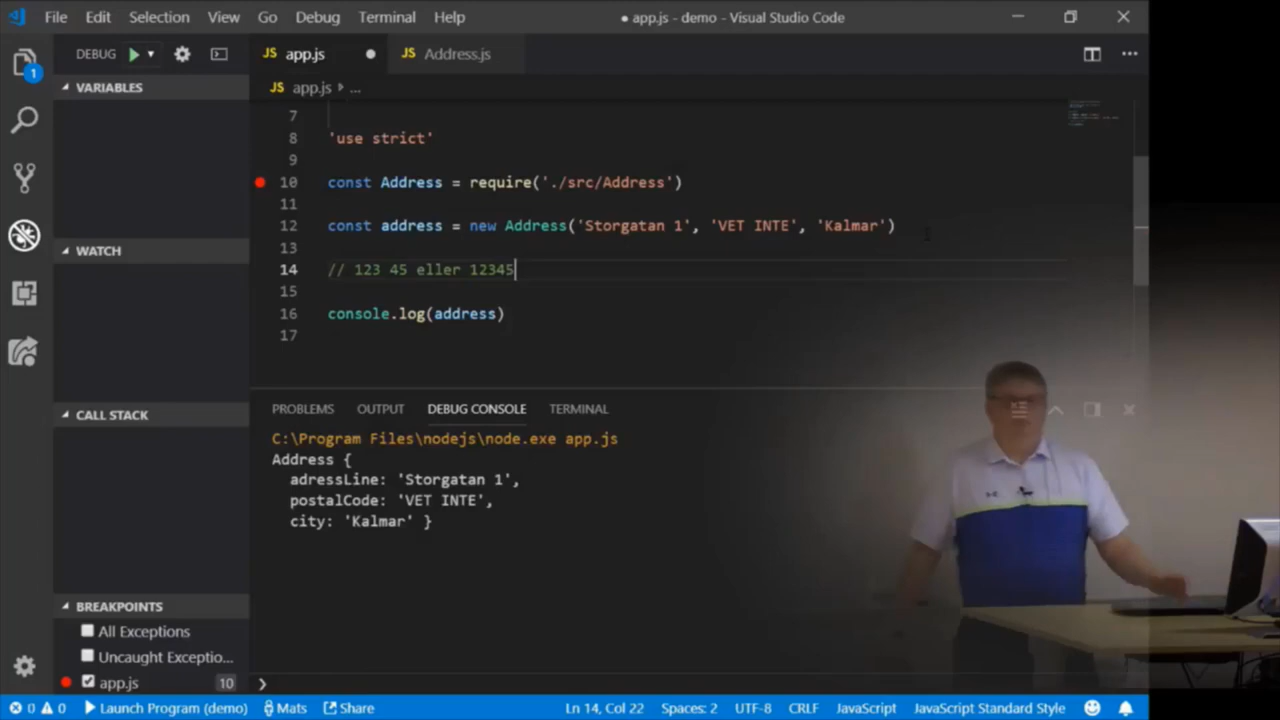 File Edit Selection View Go Debug Terminal Help
● app.js - demo - Visual Studio Code
DEBUG
JS app.js
JS Address.js
1
JS app.js ...
VARIABLES
WATCH
CALL STACK
BREAKPOINTS
All Exceptions
Uncaught Exceptio...
app.js 10
7
8 'use strict'
9
10 const Address = require('./src/Address')
11
12 const address = new Address('Storgatan 1', 'VET INTE', 'Kalmar')
13
14 // 123 45 eller 12345
15
16 console.log(address)
17
PROBLEMS OUTPUT DEBUG CONSOLE TERMINAL
C:\Program Files\nodejs\node.exe app.js
Address {
adressLine: 'Storgatan 1',
postalCode: 'VET INTE',
city: 'Kalmar' }
0 0 Launch Program (demo) Mats Share Ln 14, Col 22 Spaces: 2 UTF-8 CRLF JavaScript JavaScript Standard Style